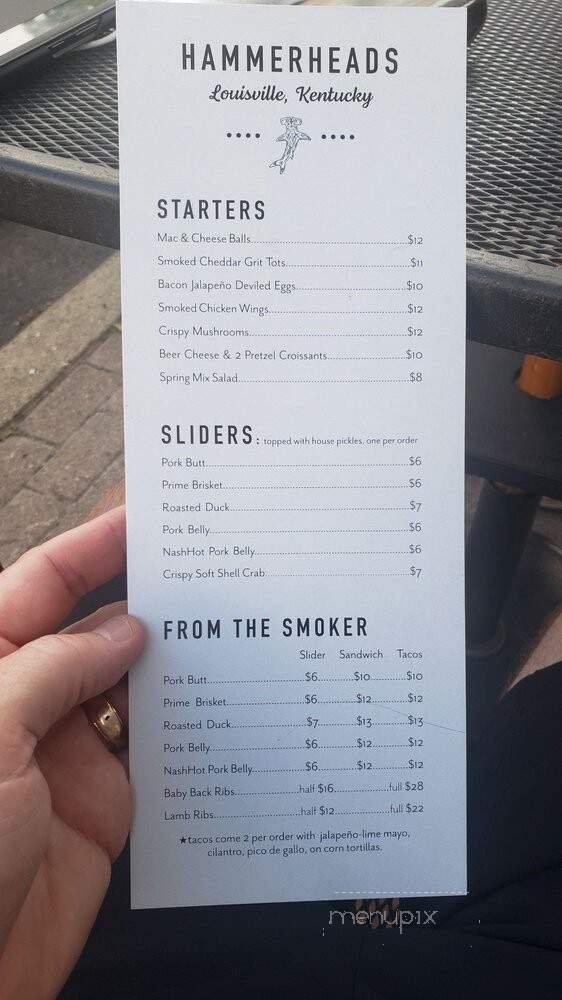 HAMMERHEADS
Louisville, Kentucky
STARTERS
Mac & Cheese Balls..........$12
Smoked Cheddar Grit Tots..........$11
Bacon Jalapeño Deviled Eggs..........$10
Smoked Chicken Wings..........$12
Crispy Mushrooms..........$12
Beer Cheese & 2 Pretzel Croissants..........$10
Spring Mix Salad..........$8
SLIDERS: topped with house pickles, one per order
Pork Butt..........$6
Prime Brisket..........$6
Roasted Duck..........$7
Pork Belly..........$6
NashHot Pork Belly..........$6
Crispy Soft Shell Crab..........$7
FROM THE SMOKER
Slider Sandwich Tacos
Pork Butt..........$6..........$10..........$10
Prime Brisket..........$6..........$12..........$12
Roasted Duck..........$7..........$13..........$13
Pork Belly..........$6..........$12..........$12
NashHot Pork Belly..........$6..........$12..........$12
Baby Back Ribs..........half $16..........full $28
Lamb Ribs..........half $12..........full $22
★tacos come 2 per order with jalapeño-lime mayo,
cilantro, pico de gallo, on corn tortillas.
menupix